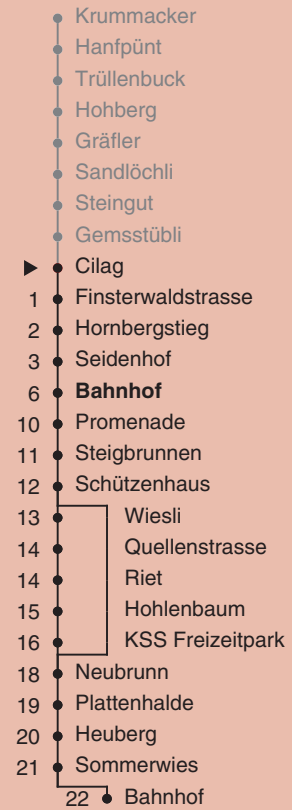 Krummacker
Hanfpünt
Trüllenbuck
Hohberg
Gräfler
Sandlöchli
Steingut
Gemsstübli
Cilag
1 Finsterwaldstrasse
2 Hornbergstieg
3 Seidenhof
6 Bahnhof
10 Promenade
11 Steigbrunnen
12 Schützenhaus
13 Wiesli
14 Quellenstrasse
14 Riet
15 Hohlenbaum
16 KSS Freizeitpark
18 Neubrunn
19 Plattenhalde
20 Heuberg
21 Sommerwies
22 Bahnhof